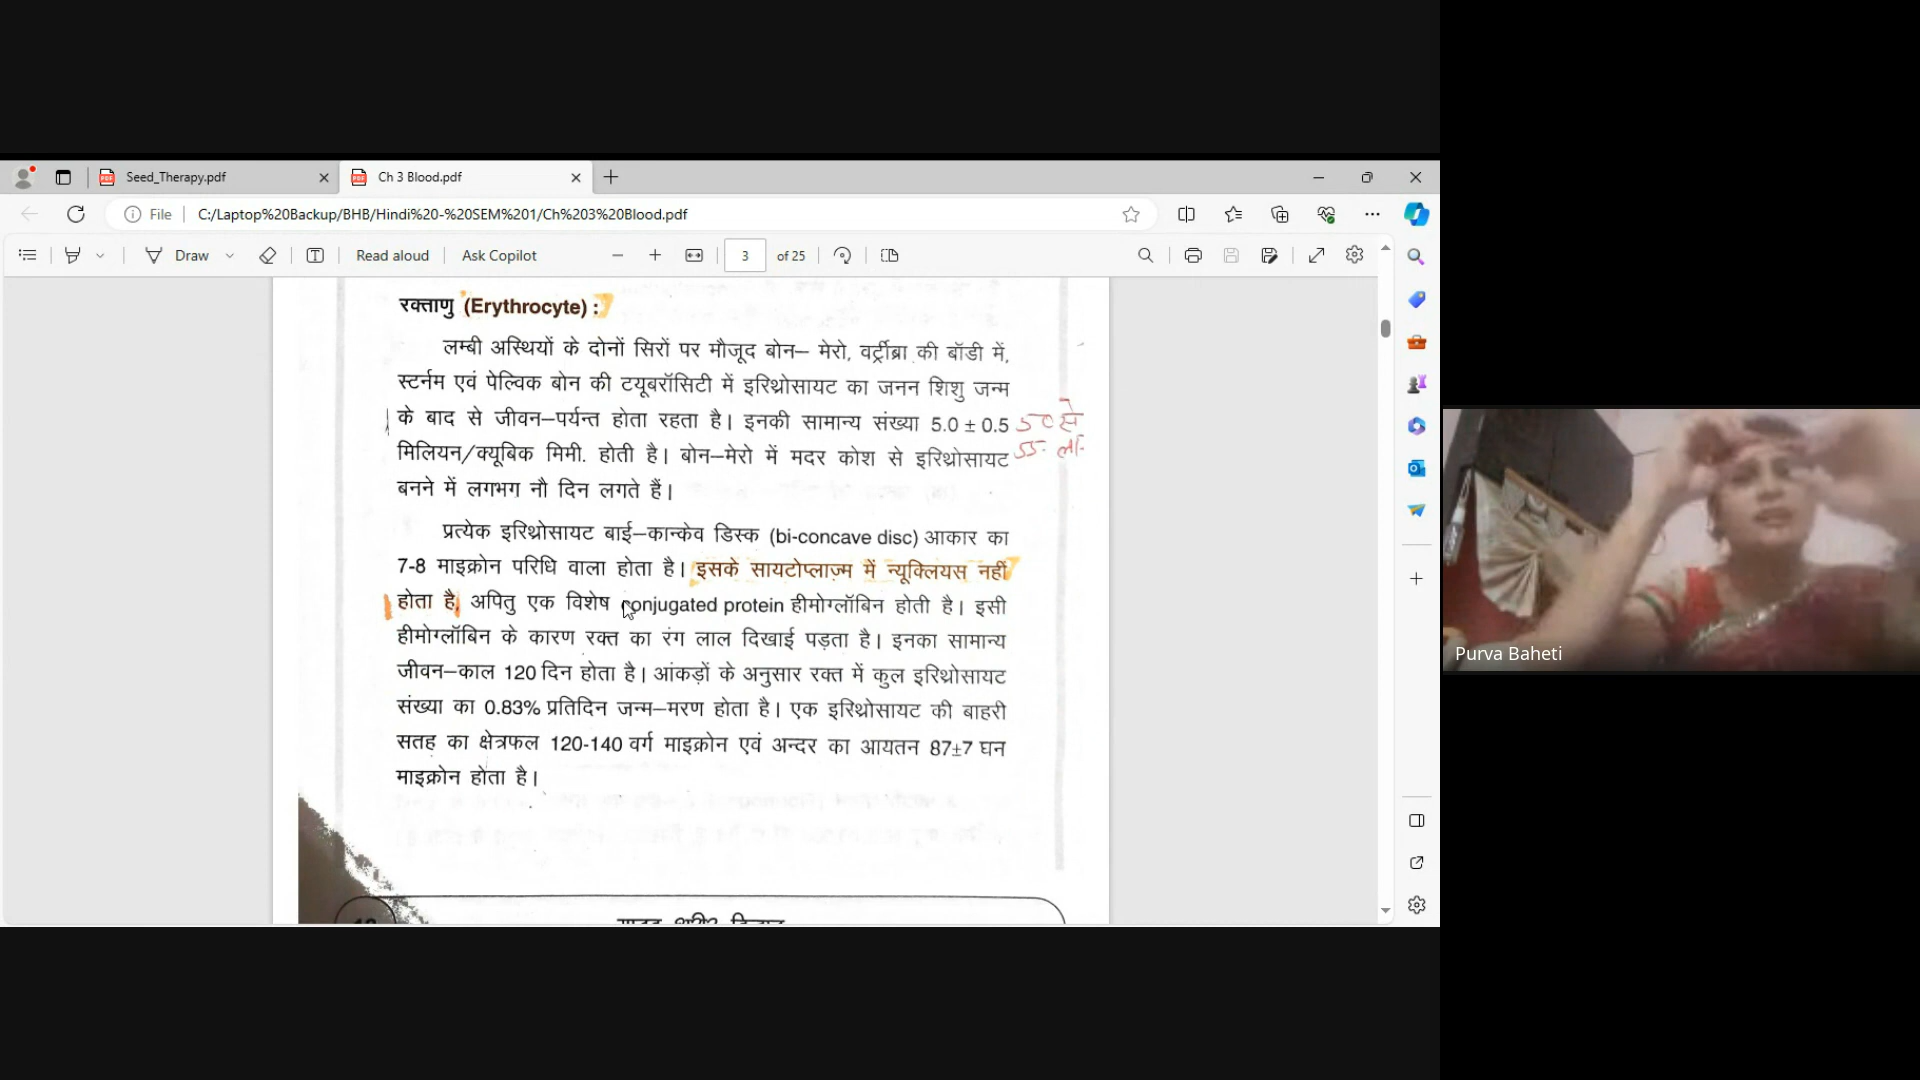 Seed_Therapy.pdf
Ch 3 Blood.pdf
File
C:/Laptop%20Backup/BHB/Hindi%20-%20SEM%201/Ch%203%20Blood.pdf
Draw
Read aloud
Ask Copilot
3
of 25
रक्ताणु (Erythrocyte) :
लम्बी अस्थियों के दोनों सिरों पर मौजूद बोन– मेरो, वर्ट्रीब्रा की बॉडी में,
स्टर्नम एवं पेल्विक बोन की टयूबरॉसिटी में इरिथ्रोसायट का जनन शिशु जन्म
के बाद से जीवन–पर्यन्त होता रहता है। इनकी सामान्य संख्या 5.0 ± 0.5
50 से
मिलियन/क्यूबिक मिमी. होती है। बोन–मेरो में मदर कोश से इरिथ्रोसायट
55 ला.
बनने में लगभग नौ दिन लगते हैं।
प्रत्येक इरिथ्रोसायट बाई–कान्केव डिस्क (bi-concave disc) आकार का
7-8 माइक्रोन परिधि वाला होता है। इसके सायटोप्लाज्म में न्यूक्लियस नहीं
होता है, अपितु एक विशेष conjugated protein हीमोग्लॉबिन होती है। इसी
हीमोग्लॉबिन के कारण रक्त का रंग लाल दिखाई पड़ता है। इनका सामान्य
जीवन–काल 120 दिन होता है। आंकड़ों के अनुसार रक्त में कुल इरिथोसायट
संख्या का 0.83% प्रतिदिन जन्म–मरण होता है। एक इरिथोसायट की बाहरी
सतह का क्षेत्रफल 120-140 वर्ग माइक्रोन एवं अन्दर का आयतन 87±7 घन
माइक्रोन होता है।
Purva Baheti